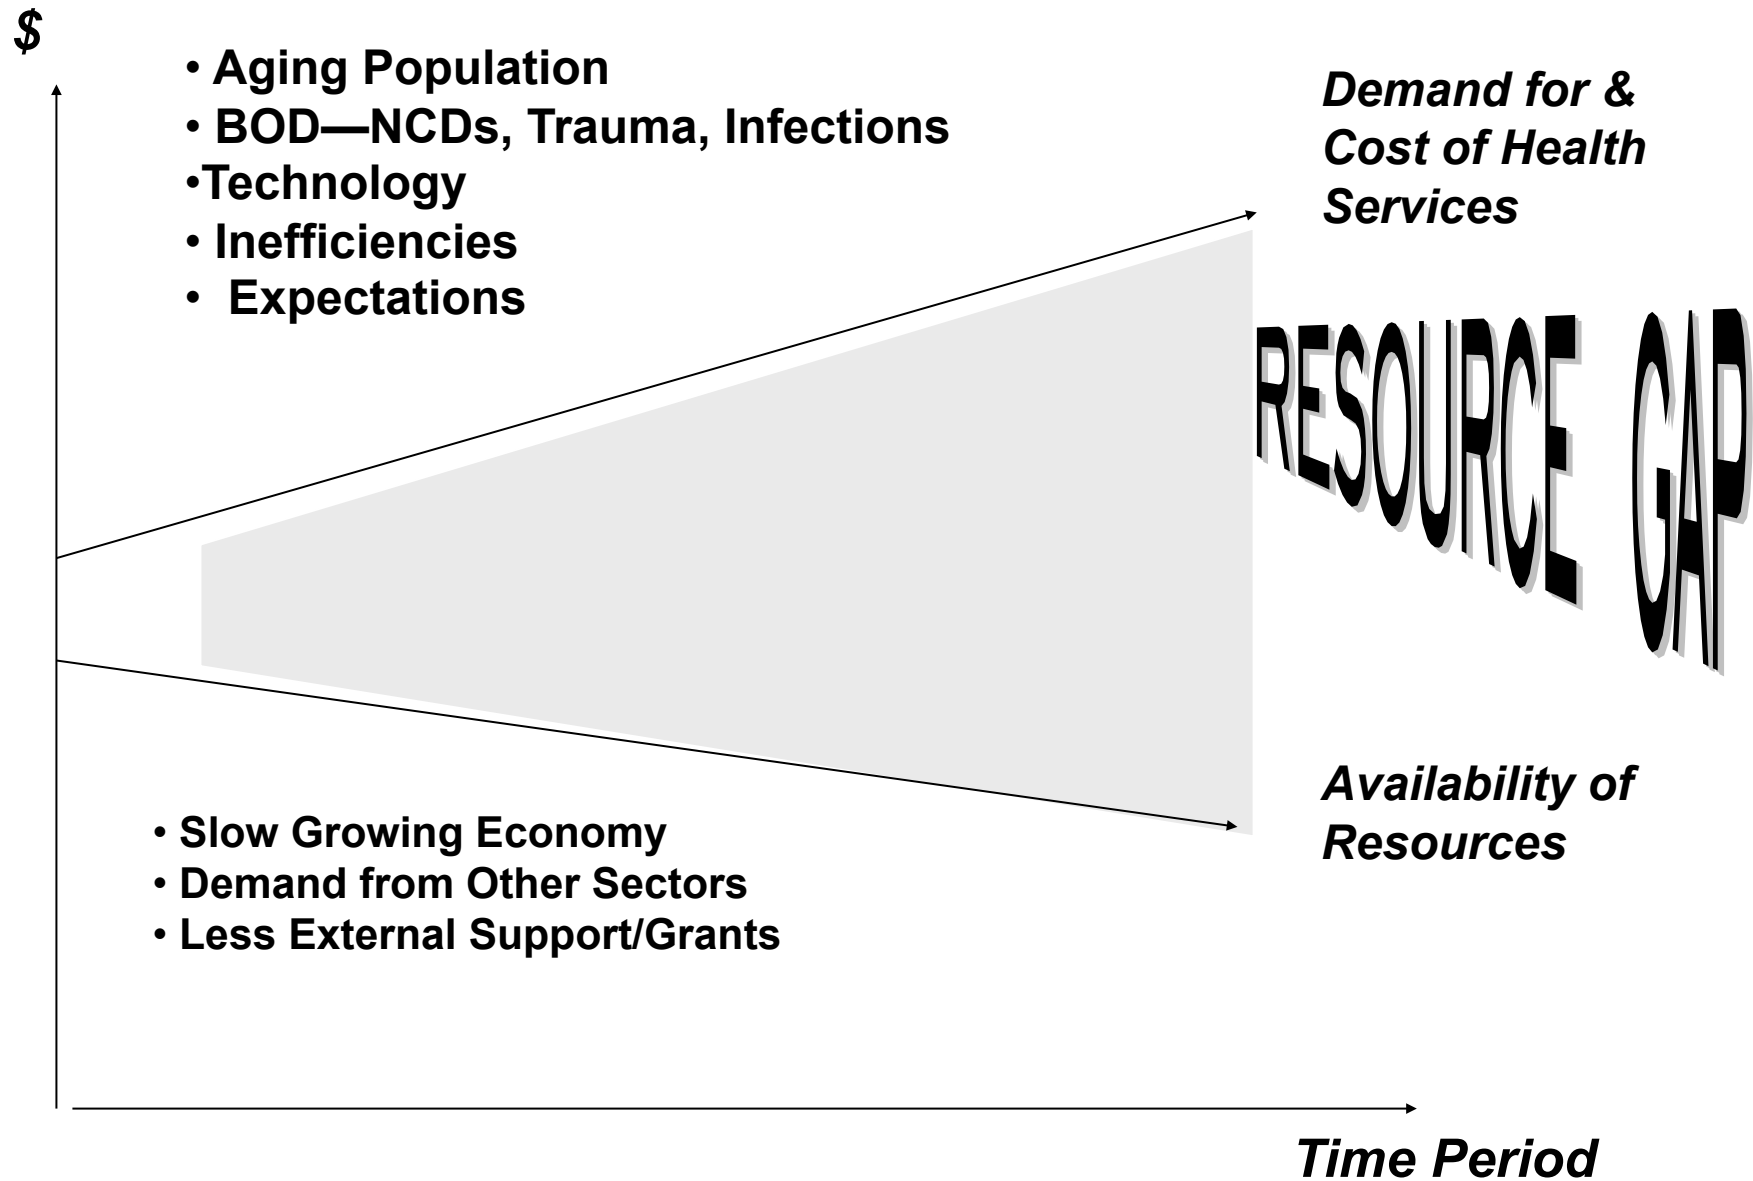 $
• Aging Population
• BOD—NCDs, Trauma, Infections
•Technology
• Inefficiencies
• Expectations
Demand for &
Cost of Health
Services
RESOURCE GAP
Availability of
Resources
• Slow Growing Economy
• Demand from Other Sectors
• Less External Support/Grants
Time Period